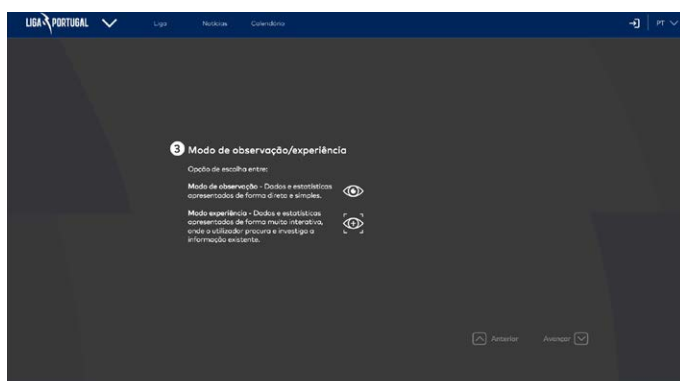 LIGA PORTUGAL
Liga Notícias Calendário
PT
3 Modo de observação/experiência
Opção de escolha entre:
Modo de observação - Dados e estatísticas
apresentados de forma direta e simples.
Modo experiência - Dados e estatísticas
apresentados de forma muito interativa,
onde o utilizador procura e investiga a
informação existente.
Anterior Avançar